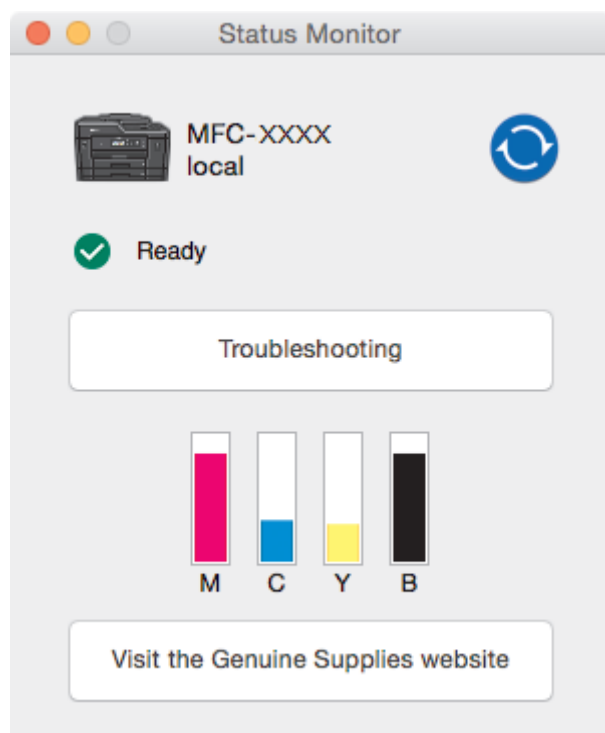 Status Monitor
MFC-XXXX
local
Ready
Troubleshooting
M C Y B
Visit the Genuine Supplies website